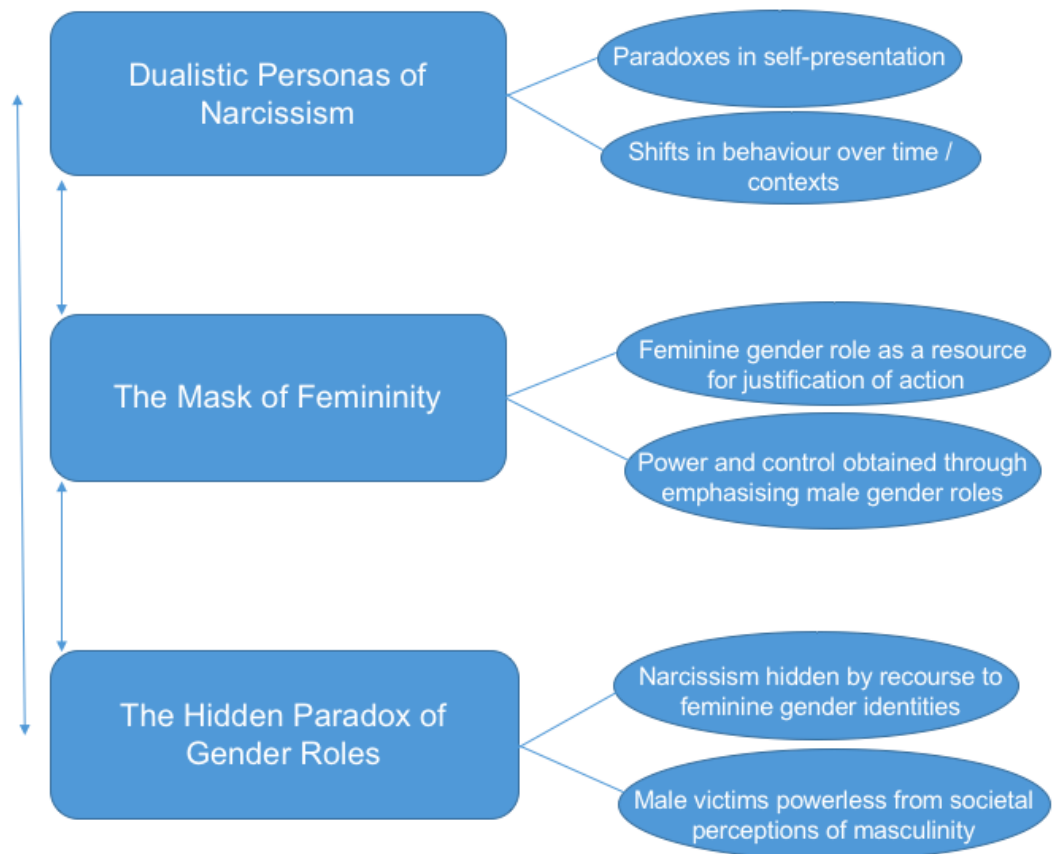 Dualistic Personas of
Narcissism
Paradoxes in self-presentation
Shifts in behaviour over time /
contexts
The Mask of Femininity
Feminine gender role as a resource
for justification of action
Power and control obtained through
emphasising male gender roles
The Hidden Paradox of
Gender Roles
Narcissism hidden by recourse to
feminine gender identities
Male victims powerless from societal
perceptions of masculinity